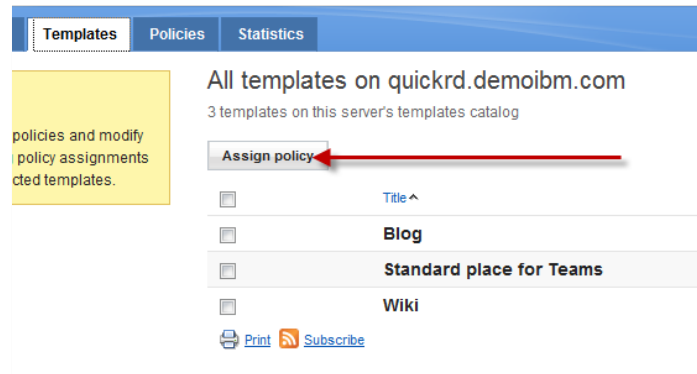 Templates Policies Statistics
All templates on quickrd.demoibm.com
3 templates on this server's templates catalog
policies and modify
policy assignments
cted templates.
Assign policy
Title
Blog
Standard place for Teams
Wiki
Print Subscribe